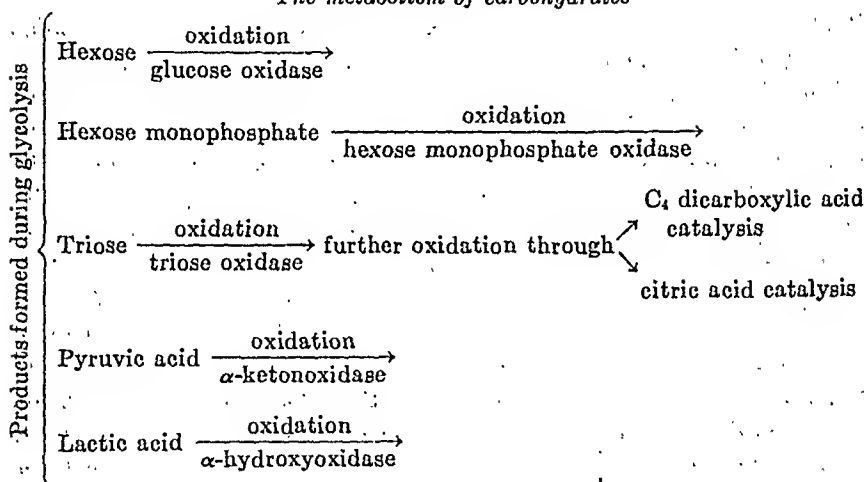 The metabolism of carbohydrates
Products formed during glycolysis
Hexose oxidation
glucose oxidase
Hexose monophosphate oxidation
hexose monophosphate oxidase
C₄ dicarboxylic acid
catalysis
Triose oxidation further oxidation through
triose oxidase
citric acid catalysis
Pyruvic acid oxidation
α-ketonoxidase
Lactic acid oxidation
α-hydroxyoxidase